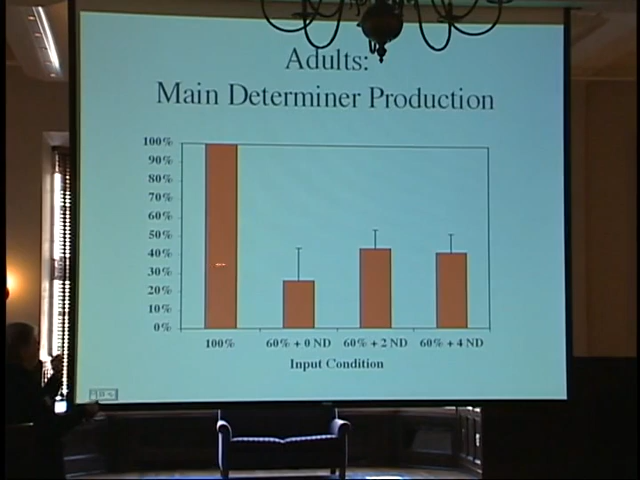 Adults:
Main Determiner Production
100%
90%
80%
70%
60%
50%
40%
30%
20%
10%
0%
100%
60% + 0 ND
60% + 2 ND
60% + 4 ND
Input Condition